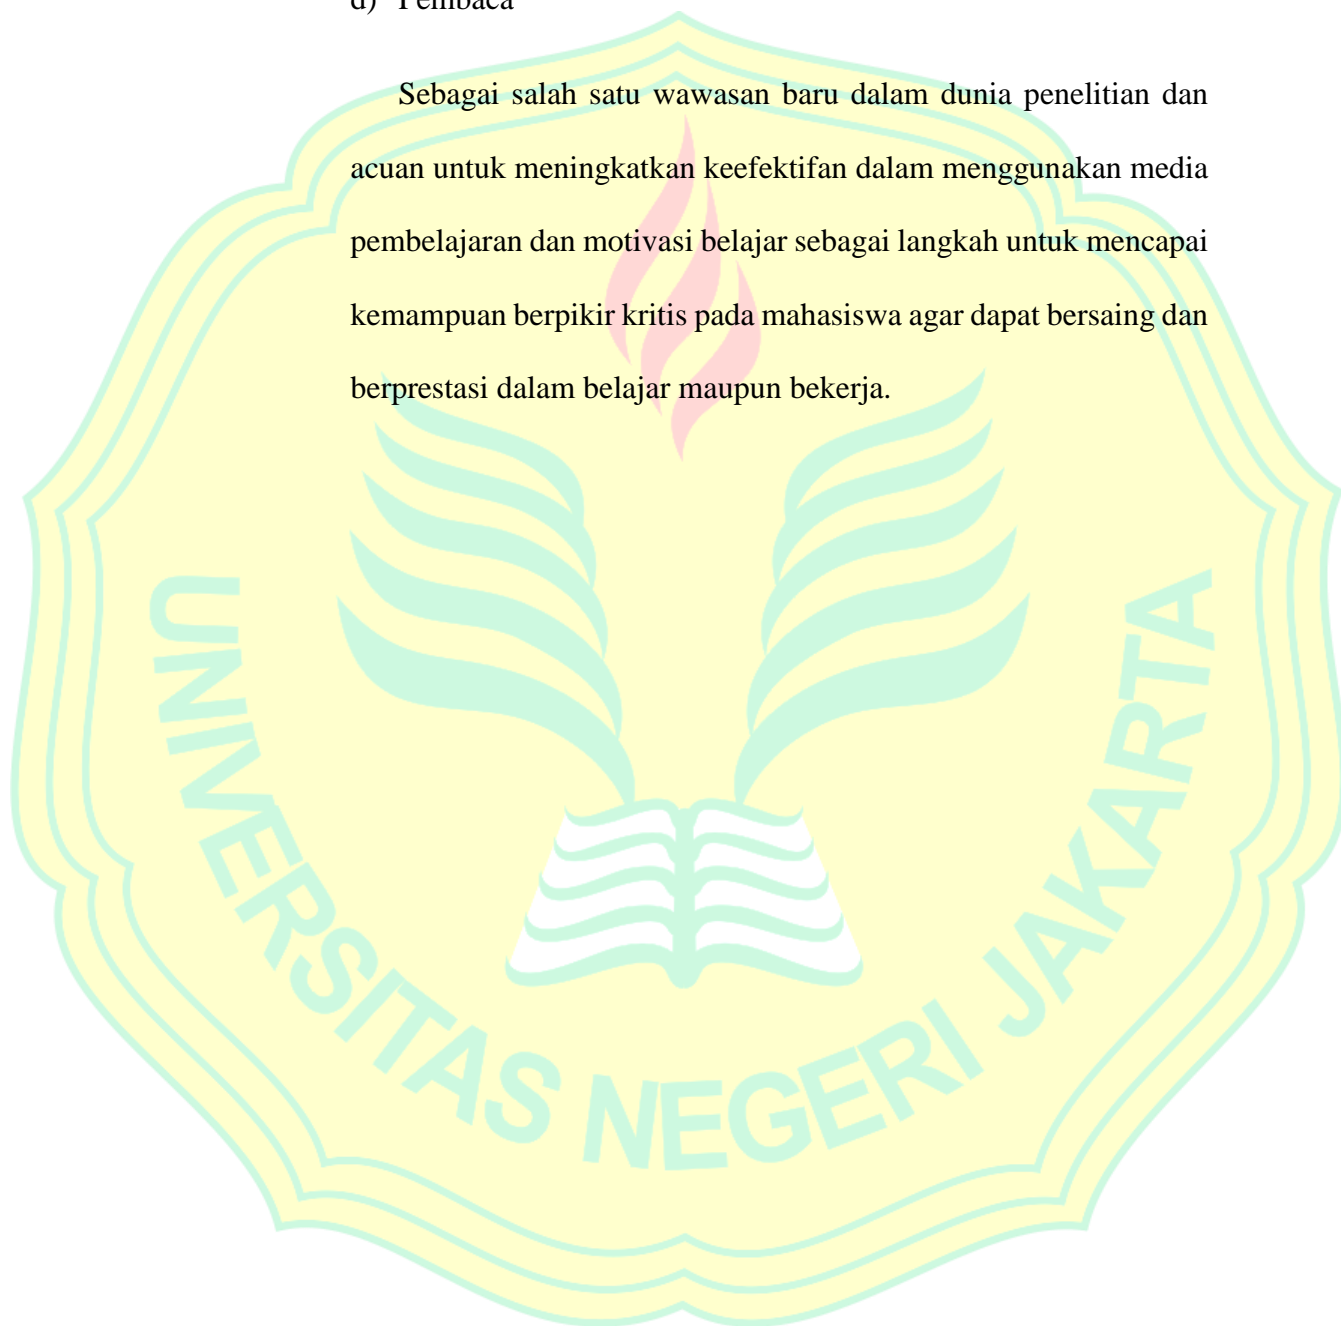 d) Pembaca
Sebagai salah satu wawasan baru dalam dunia penelitian dan
acuan untuk meningkatkan keefektifan dalam menggunakan media
pembelajaran dan motivasi belajar sebagai langkah untuk mencapai
kemampuan berpikir kritis pada mahasiswa agar dapat bersaing dan
berprestasi dalam belajar maupun bekerja.
UNIVERSITAS NEGERI JAKARTA